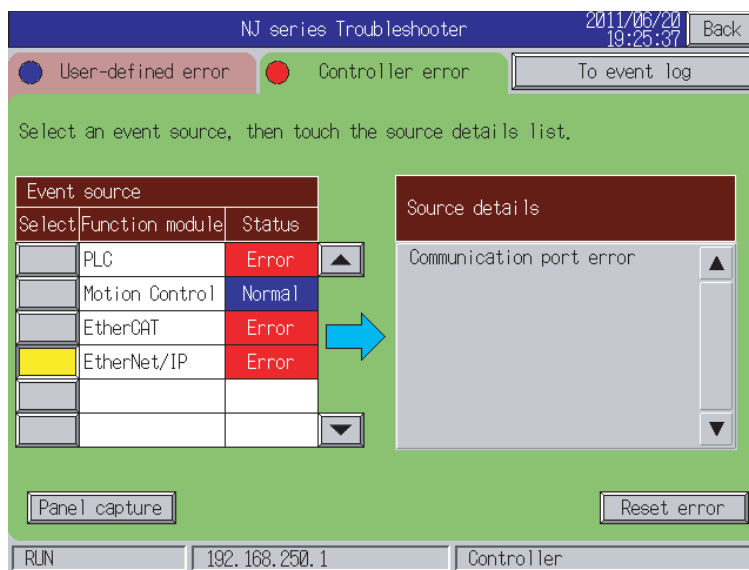 NJ series Troubleshooter
2011/06/20
19:25:37
Back
User-defined error
Controller error
To event log
Select an event source, then touch the source details list.
Event source
Select Function module Status
PLC Error
Motion Control Normal
EtherCAT Error
EtherNet/IP Error
Source details
Communication port error
Panel capture
Reset error
RUN
192.168.250.1
Controller